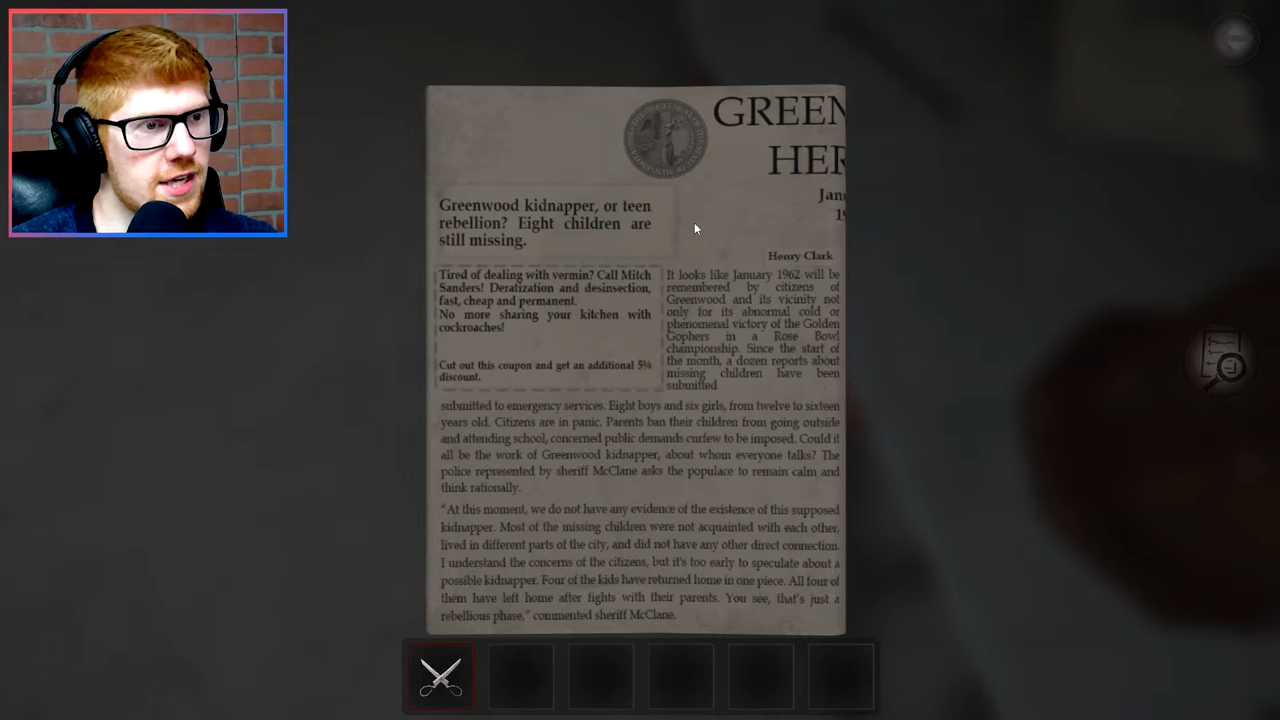 GREEN
HER
Jan
19
Greenwood kidnapper, or teen
rebellion? Eight children are
still missing.
Tired of dealing with vermin? Call Mitch
Sanders! Deratization and desinsection,
fast, cheap and permanent.
No more sharing your kitchen with
cockroaches!
Cut out this coupon and get an additional 5%
discount.
Henry Clark
It looks like January 1962 will be
remembered by citizens of
Greenwood and its vicinity not
only for its abnormal cold or
phenomenal victory of the Golden
Gophers in a Rose Bowl
championship. Since the start of
the month, a dozen reports about
missing children have been
submitted
submitted to emergency services. Eight boys and six girls, from twelve to sixteen
years old. Citizens are in panic. Parents ban their children from going outside
and attending school, concerned public demands curfew to be imposed. Could it
all be the work of Greenwood kidnapper, about whom everyone talks? The
police represented by sheriff McClane asks the populace to remain calm and
think rationally.
"At this moment, we do not have any evidence of the existence of this supposed
kidnapper. Most of the missing children were not acquainted with each other,
lived in different parts of the city, and did not have any other direct connection.
I understand the concerns of the citizens, but it's too early to speculate about a
possible kidnapper. Four of the kids have returned home in one piece. All four of
them have left home after fights with their parents. You see, that's just a
rebellious phase," commented sheriff McClane.